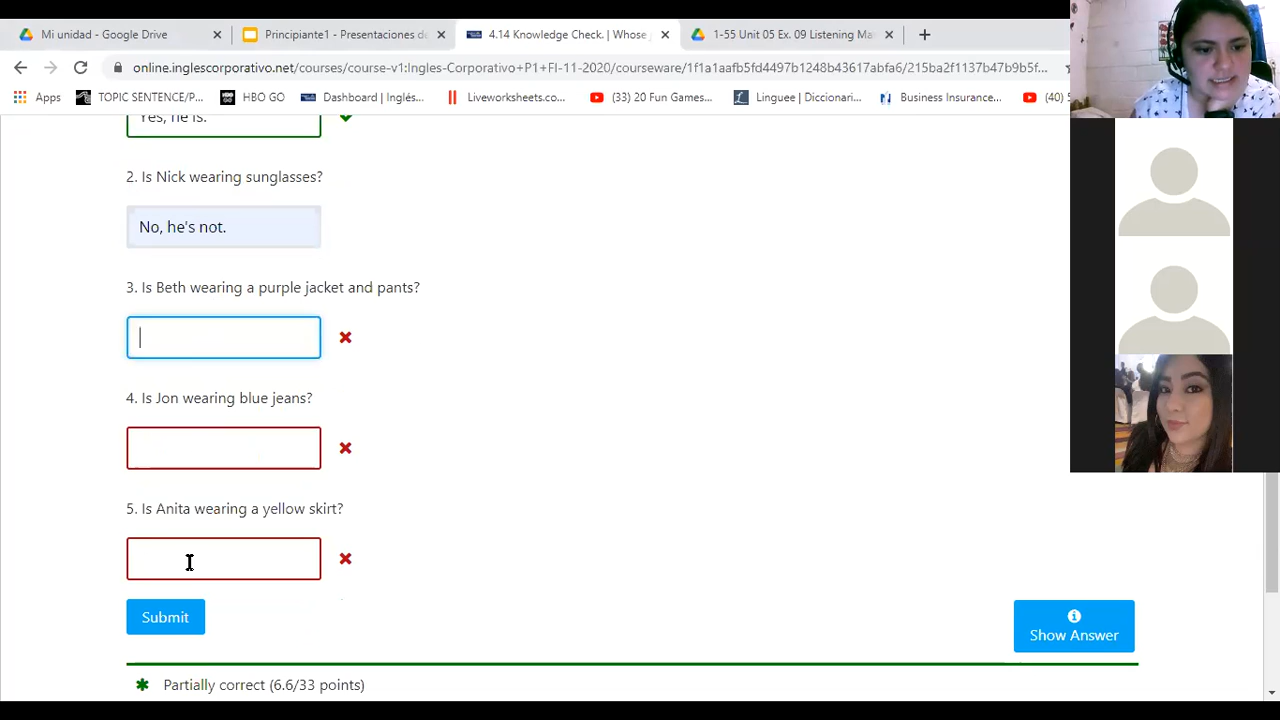 Mi unidad - Google Drive
Principiante1 - Presentaciones de
4.14 Knowledge Check. | Whose
1-55 Unit 05 Ex. 09 Listening Ma
online.inglescorporativo.net/courses/course-v1:Ingles-Corporativo+P1+FI-11-2020/courseware/1f1a1aab5fd4497b1248b43617abfa6/215ba2f1137b47b9b5f...
Apps
TOPIC SENTENCE/P...
HBO GO
Dashboard | Inglés...
Liveworksheets.co...
(33) 20 Fun Games...
Linguee | Diccionari...
Business Insurance...
(40)
Yes, he is.
2. Is Nick wearing sunglasses?
No, he's not.
3. Is Beth wearing a purple jacket and pants?
4. Is Jon wearing blue jeans?
5. Is Anita wearing a yellow skirt?
Submit
Show Answer
Partially correct (6.6/33 points)